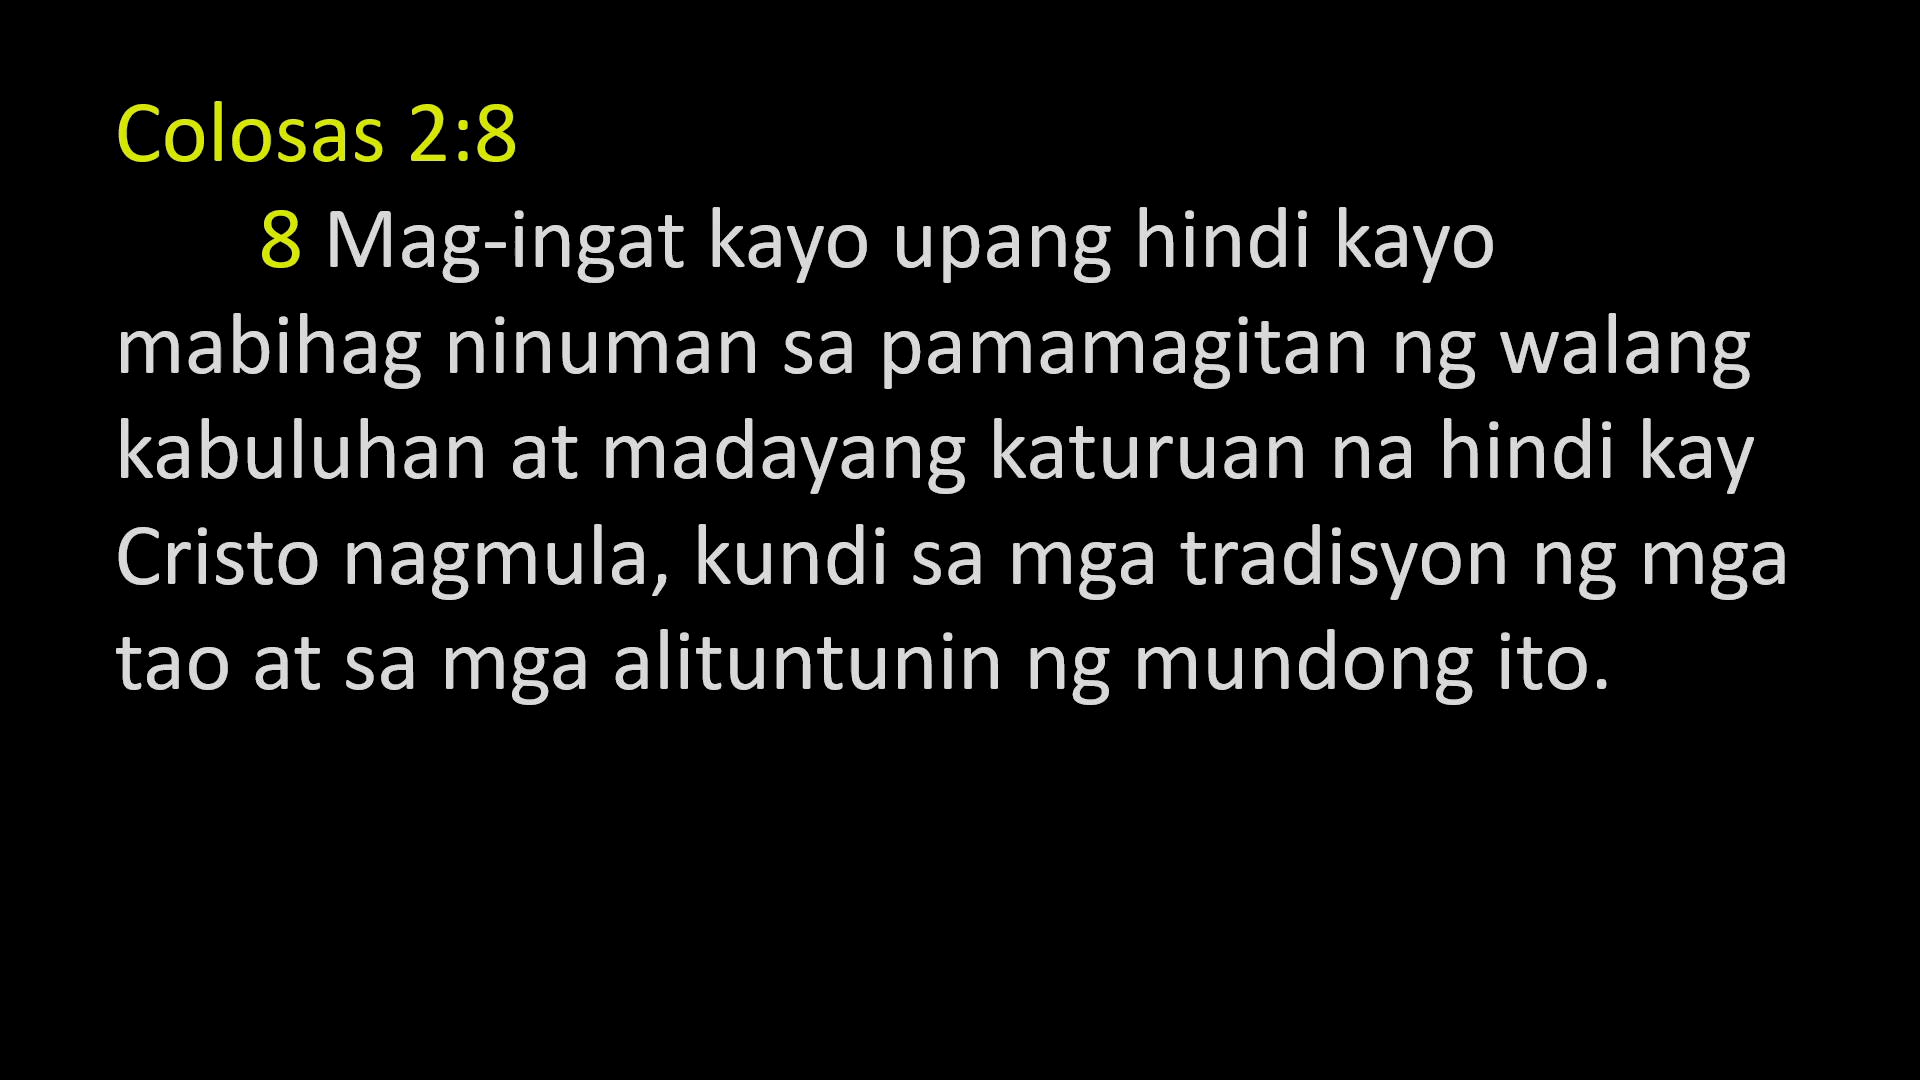 Colosas 2:8
8 Mag-ingat kayo upang hindi kayo
mabihag ninuman sa pamamagitan ng walang
kabuluhan at madayang katuruan na hindi kay
Cristo nagmula, kundi sa mga tradisyon ng mga
tao at sa mga alituntunin ng mundong ito.